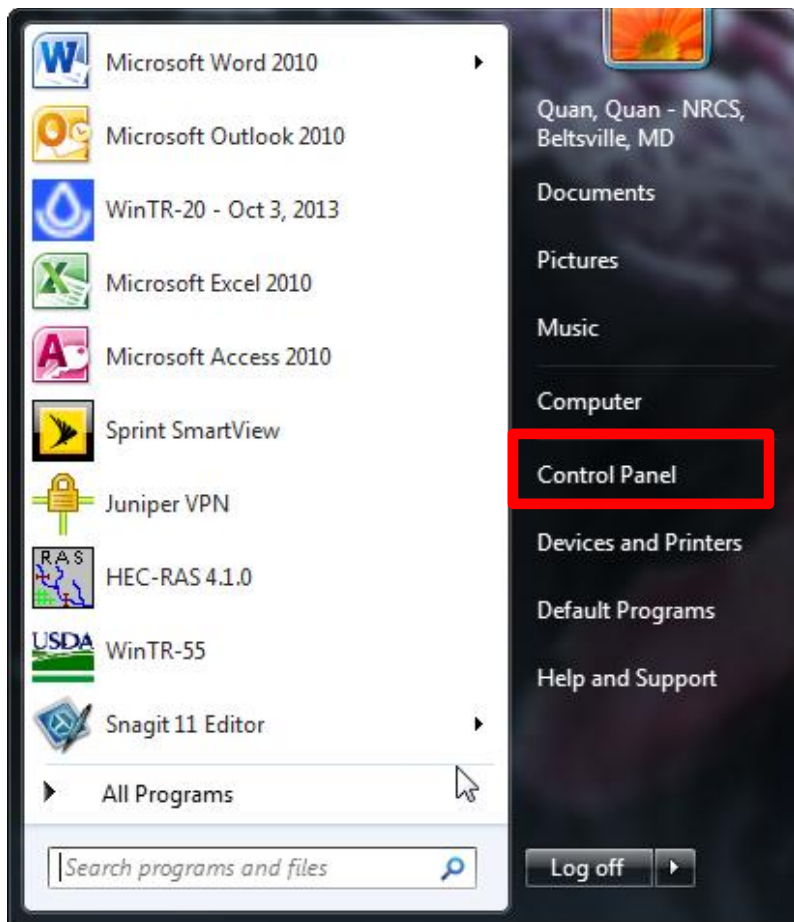 Microsoft Word 2010
Microsoft Outlook 2010
WinTR-20 - Oct 3, 2013
Microsoft Excel 2010
Microsoft Access 2010
Sprint SmartView
Juniper VPN
RAS
HEC-RAS 4.1.0
USDA
WinTR-55
Snagit 11 Editor
All Programs
Search programs and files
Quan, Quan - NRCS,
Beltsville, MD
Documents
Pictures
Music
Computer
Control Panel
Devices and Printers
Default Programs
Help and Support
Log off